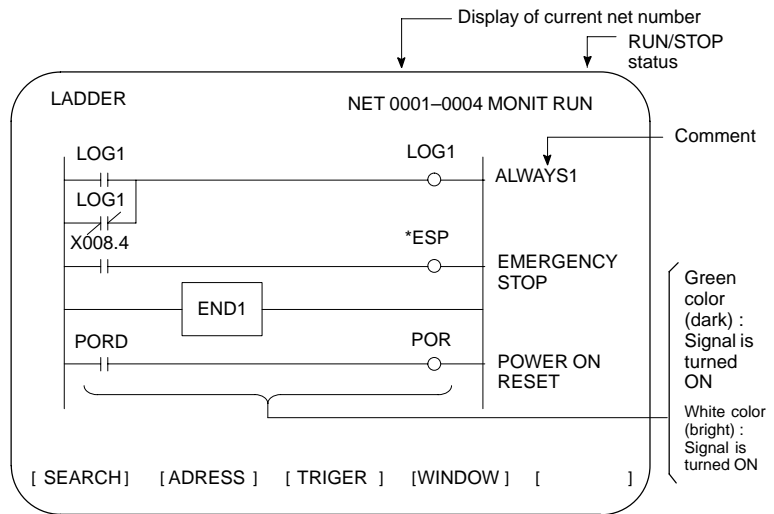 Display of current net number
RUN/STOP
status
LADDER
NET 0001–0004 MONIT RUN
Comment
LOG1
LOG1
ALWAYS1
LOG1
X008.4
*ESP
EMERGENCY
STOP
END1
PORD
POR
POWER ON
RESET
Green
color
(dark) :
Signal is
turned
ON
White color
(bright) :
Signal is
turned ON
[ SEARCH ] [ ADRESS ] [ TRIGER ] [WINDOW ] [ ]